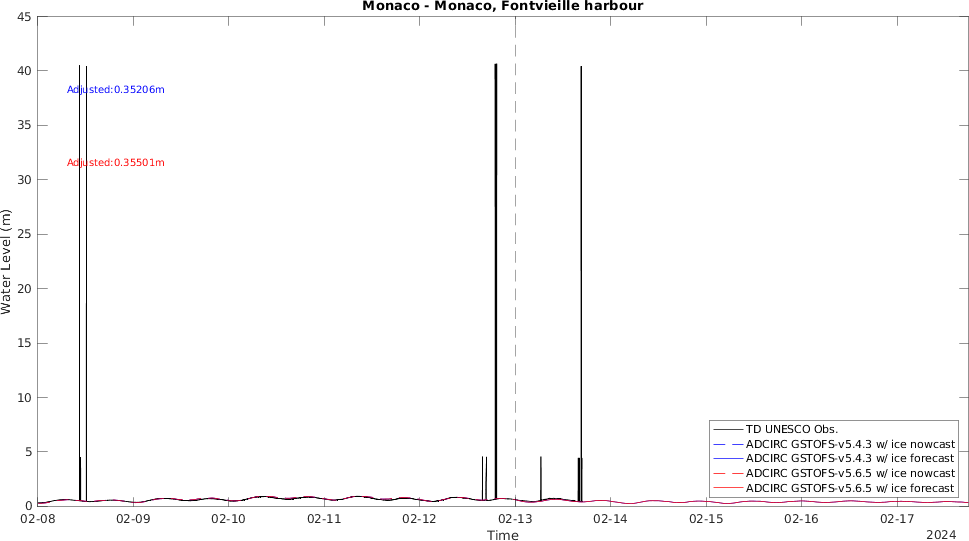 Monaco - Monaco, Fontvieille harbour
45
40
35
30
25
20
15
10
5
0
Water Level (m)
Adjusted:0.35206m
Adjusted:0.35501m
TD UNESCO Obs.
ADCIRC GSTOFS-v5.4.3 w/ ice nowcast
ADCIRC GSTOFS-v5.4.3 w/ ice forecast
ADCIRC GSTOFS-v5.6.5 w/ ice nowcast
ADCIRC GSTOFS-v5.6.5 w/ ice forecast
02-08 02-09 02-10 02-11 02-12 02-13 02-14 02-15 02-16 02-17
Time
2024